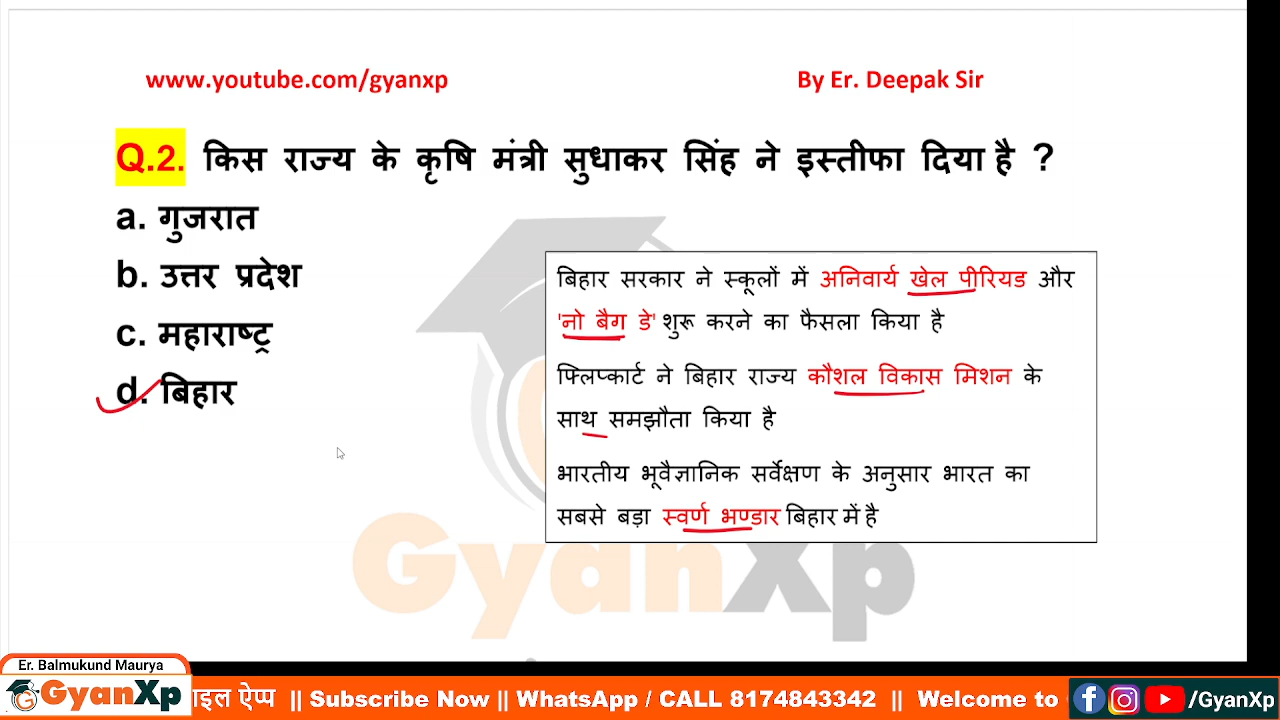 www.youtube.com/gyanxp
By Er. Deepak Sir
Q.2. किस राज्य के कृषि मंत्री सुधाकर सिंह ने इस्तीफा दिया है ?
a. गुजरात
b. उत्तर प्रदेश
c. महाराष्ट्र
d. बिहार
बिहार सरकार ने स्कूलों में अनिवार्य खेल पीरियड और
'नो बैग डे' शुरू करने का फैसला किया है
फ्लिप्कार्ट ने बिहार राज्य कौशल विकास मिशन के
साथ समझौता किया है
भारतीय भूवैज्ञानिक सर्वेक्षण के अनुसार भारत का
सबसे बड़ा स्वर्ण भण्डार बिहार में है
GyanXp
Er. Balmukund Maurya
GyanXp
ाइल ऐप्प || Subscribe Now || WhatsApp / CALL 8174843342 || Welcome to
/GyanXp